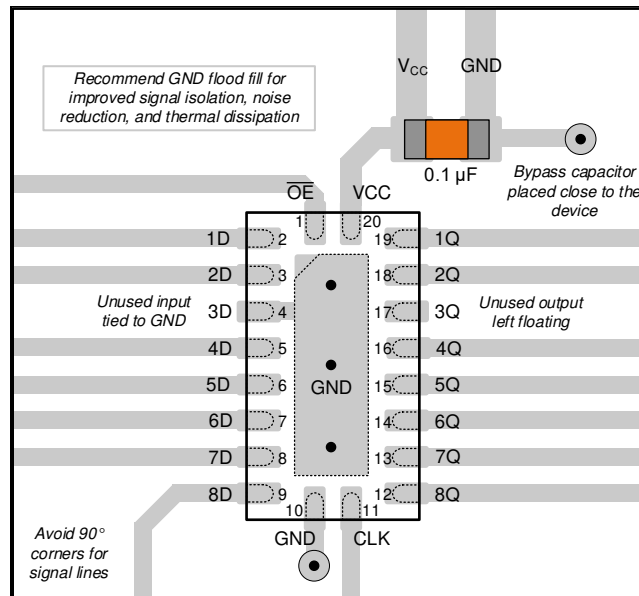 Recommend GND flood fill for
improved signal isolation, noise
reduction, and thermal dissipation
V_CC GND
0.1 µF
Bypass capacitor
placed close to the
device
O̅E̅ VCC
1 20
1D 2 19 1Q
2D 3 18 2Q
Unused input
tied to GND
3D 4 17 3Q
Unused output
left floating
4D 5 16 4Q
5D 6 15 5Q
GND
6D 7 14 6Q
7D 8 13 7Q
8D 9 12 8Q
10 11
GND CLK
Avoid 90°
corners for
signal lines